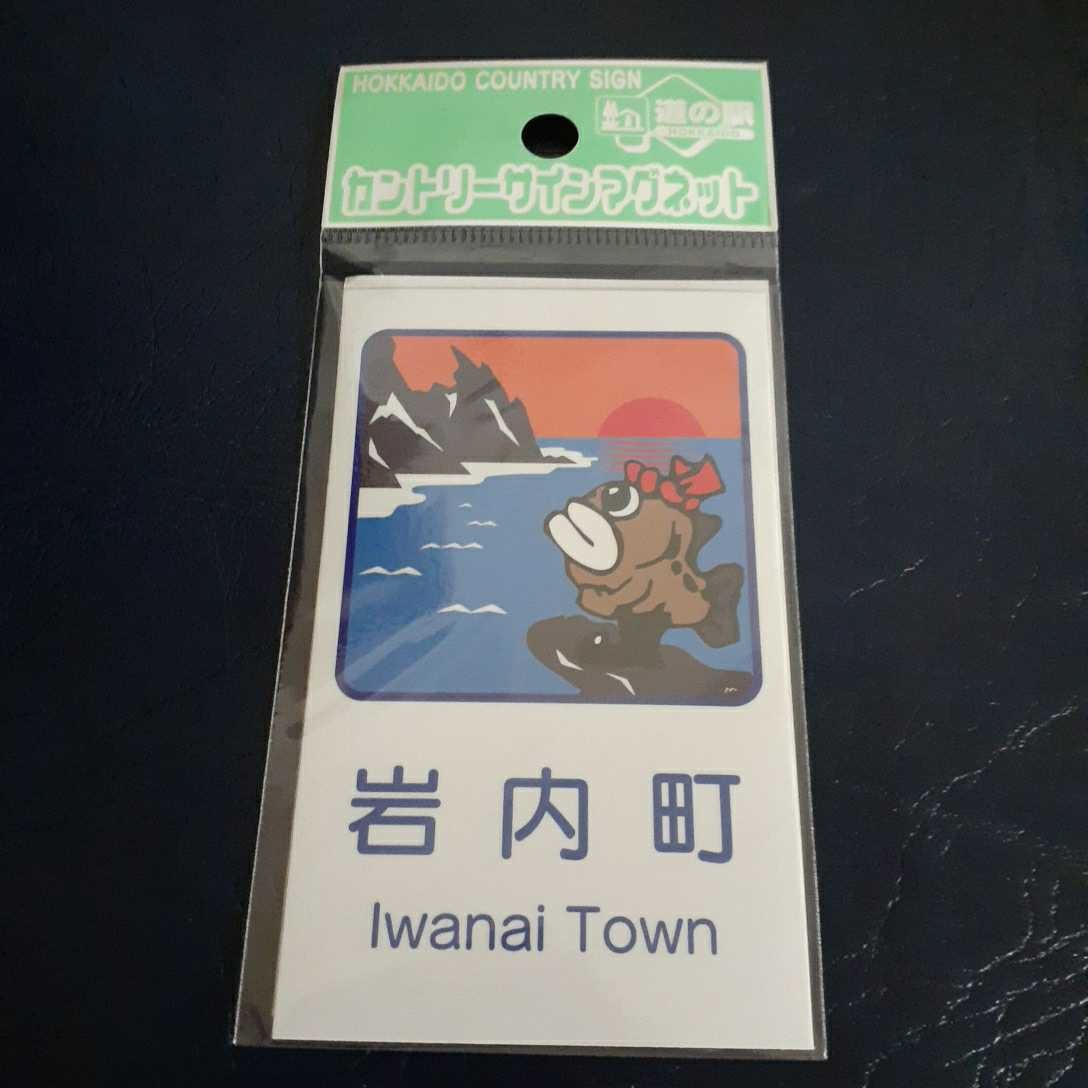 HOKKAIDO COUNTRY SIGN
道の駅
HOKKAIDO
カントリーサインマグネット
岩内町
Iwanai Town